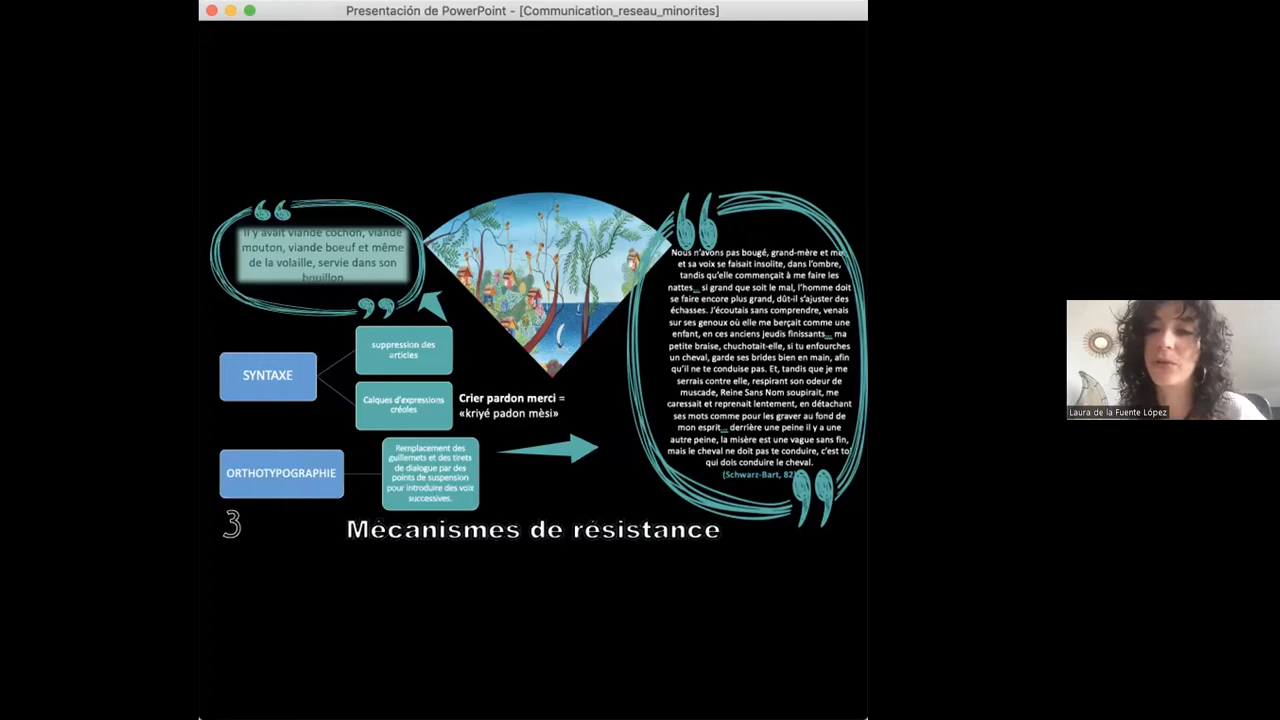 Presentación de PowerPoint - [Communication_reseau_minorites]
Il y avait viande cochon, viande
mouton, viande boeuf et même
de la volaille, servie dans son
bouillon
SYNTAXE
suppression des
articles
Calques d'expressions
créoles
Crier pardon merci =
«kriyé padon mèsi»
ORTHOTYPOGRAPHIE
Remplacement des
guillemets et des tirets
de dialogue par des
points de suspension
pour introduire des voix
successives.
Nous n'avons pas bougé, grand-mère et
et sa voix se faisait insolite, dans l'ombre,
tandis qu'elle commençait à me faire les
nattes... si grand que soit le mal, l'homme doit
se faire encore plus grand, dût-il s'ajuster des
échasses. J'écoutais sans comprendre, venais
sur ses genoux où elle me berçait comme une
enfant, en ces anciens jeudis finissants... ma
petite braise, chuchotait-elle, si tu enfourches
un cheval, garde ses brides bien en main, afin
qu'il ne te conduise pas. Et, tandis que je me
serrais contre elle, respirant son odeur de
muscade, Reine Sans Nom soupirait, me
caressait et reprenait lentement, en détachant
ses mots comme pour les graver au fond de
mon esprit... derrière une peine il y a une
autre peine, la misère est une vague sans fin,
mais le cheval ne doit pas te conduire, c'est toi
qui dois conduire le cheval.
(Schwarz-Bart, 82)
3
Mécanismes de résistance
Laura de la Fuente López